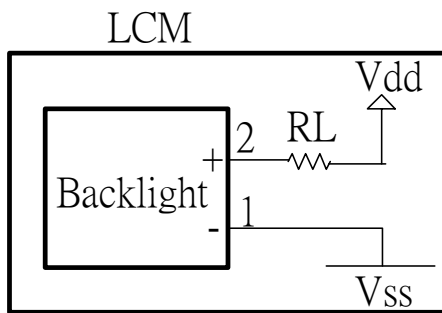 LCM
Vdd
2 RL
+
Backlight
1
-
Vss